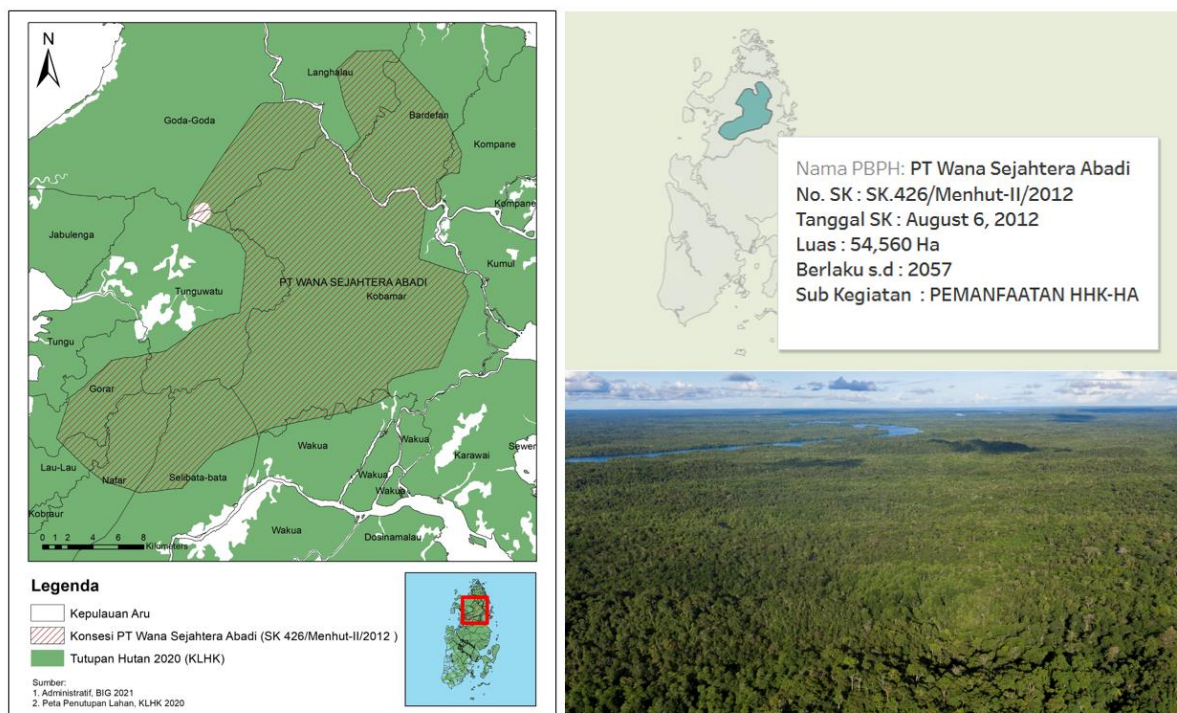 N
Langhalau
Goda-Goda
Bardefan
Kompane
Kompane
Jabulenga
Kumul
Tunguwatu
PT WANA SEJAHTERA ABADI
Kobamar
Tungu
Gorar
Wakua
Wakua
Sewer
Karawai
Lau-Lau
Nafar
Selibata-bata
Wakua
Wakua
Kobraur
Wakua
Dosinamalau
0 1 2 4 6 8
Kilometers
Legenda
Kepulauan Aru
Konsesi PT Wana Sejahtera Abadi (SK 426/Menhut-II/2012 )
Tutupan Hutan 2020 (KLHK)
Sumber:
1. Administratif, BIG 2021
2. Peta Penutupan Lahan, KLHK 2020
Nama PBPH: PT Wana Sejahtera Abadi
No. SK : SK.426/Menhut-II/2012
Tanggal SK : August 6, 2012
Luas : 54,560 Ha
Berlaku s.d : 2057
Sub Kegiatan : PEMANFAATAN HHK-HA